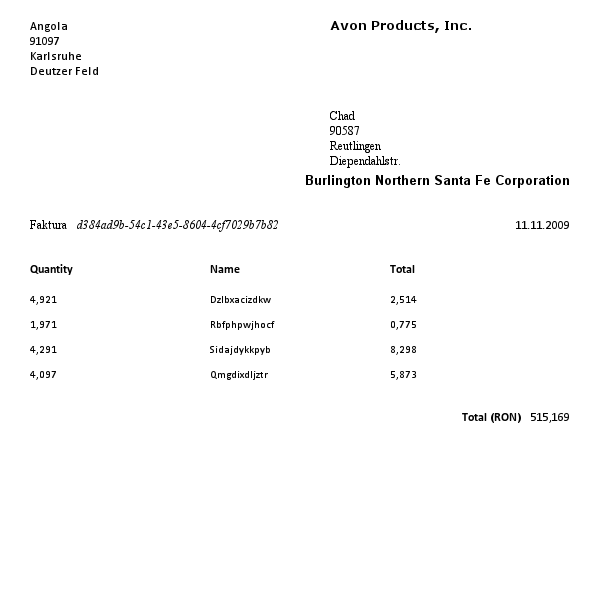 Angola
91097
Karlsruhe
Deutzer Feld
Avon Products, Inc.
Chad
90587
Reutlingen
Diependahlstr.
Burlington Northern Santa Fe Corporation
Faktura d384ad9b-54c1-43e5-8604-4cf7029b7b82 11.11.2009
Quantity Name Total
4,921 Dzlbxacizdkw 2,514
1,971 Rbfphpwjhocf 0,775
4,291 Sidajdykkpyb 8,298
4,097 Qmgdixdljztr 5,873
Total (RON) 515,169